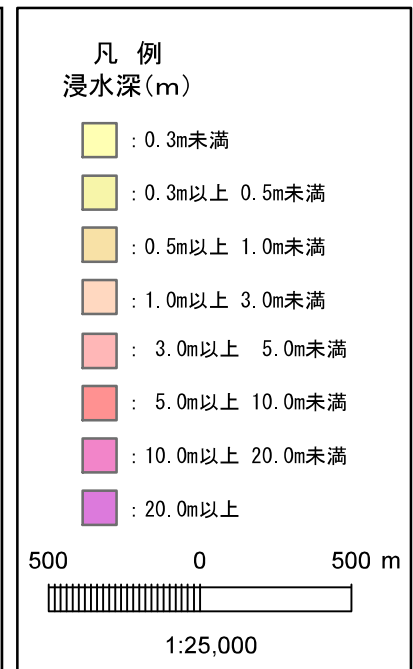 凡 例
浸水深(m)
: 0.3m未満
: 0.3m以上 0.5m未満
: 0.5m以上 1.0m未満
: 1.0m以上 3.0m未満
: 3.0m以上 5.0m未満
: 5.0m以上 10.0m未満
: 10.0m以上 20.0m未満
: 20.0m以上
500 0 500 m
1:25,000